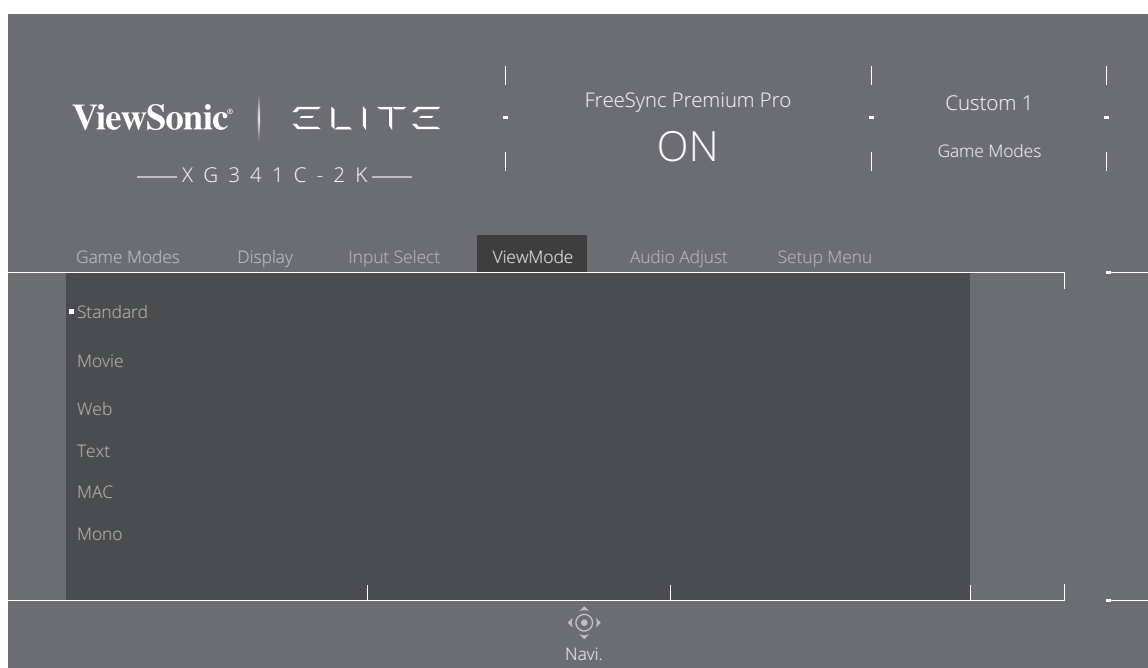 ViewSonic® | ELITE
XG341C-2K
FreeSync Premium Pro
ON
Custom 1
Game Modes
Game Modes Display Input Select ViewMode Audio Adjust Setup Menu
Standard
Movie
Web
Text
MAC
Mono
Navi.